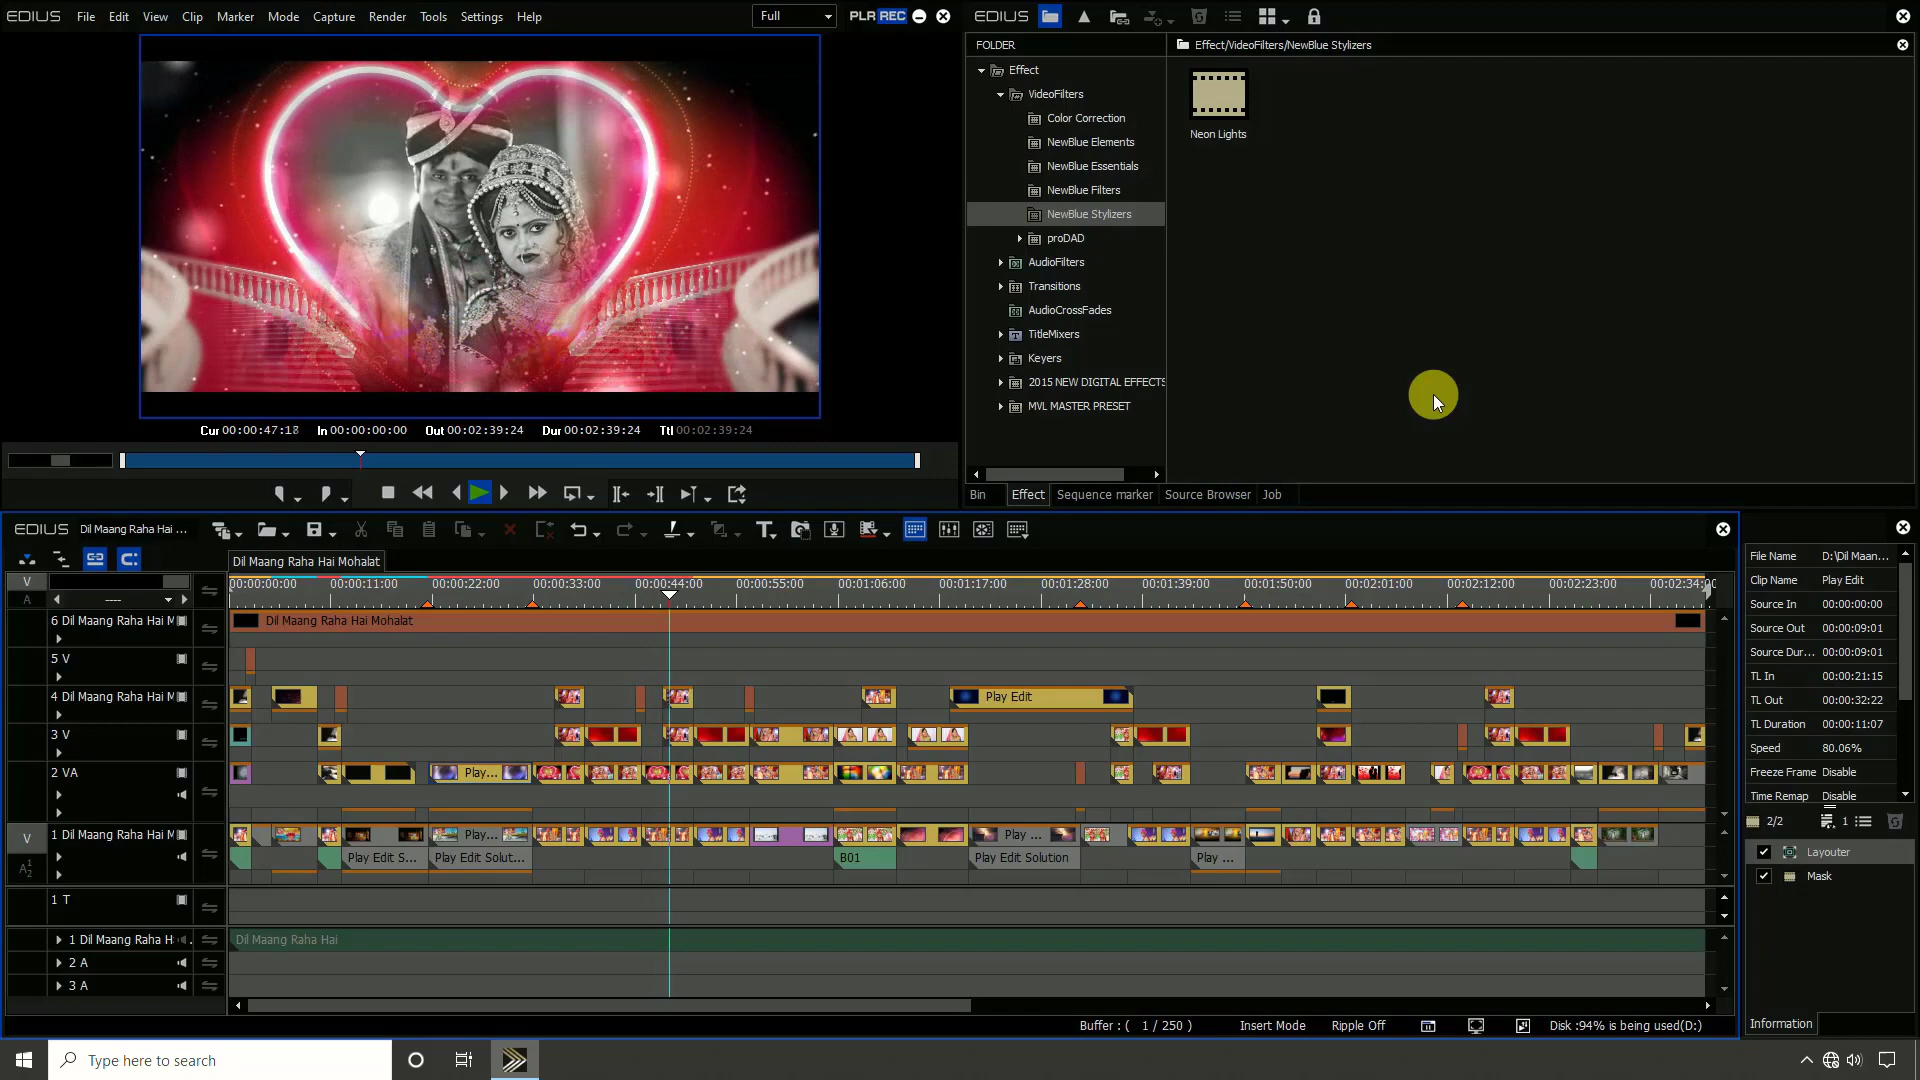 EDIUS File Edit View Clip Marker Mode Capture Render Tools Settings Help Full PLR REC
EDIUS
FOLDER
Effect/VideoFilters/NewBlue Stylizers
Effect
VideoFilters
Color Correction
NewBlue Elements
NewBlue Essentials
NewBlue Filters
NewBlue Stylizers
proDAD
AudioFilters
Transitions
AudioCrossFades
TitleMixers
Keyers
2015 NEW DIGITAL EFFECTS
MVL MASTER PRESET
Neon Lights
Cur 00:00:47:18 In 00:00:00:00 Out 00:02:39:24 Dur 00:02:39:24 Ttl 00:02:39:24
Bin Effect Sequence marker Source Browser Job
EDIUS Dil Maang Raha Hai ...
Dil Maang Raha Hai Mohalat
00:00:00:00 00:00:11:00 00:00:22:00 00:00:33:00 00:00:44:00 00:00:55:00 00:01:06:00 00:01:17:00 00:01:28:00 00:01:39:00 00:01:50:00 00:02:01:00 00:02:12:00 00:02:23:00 00:02:34:00
V
A ----
6 Dil Maang Raha Hai M Dil Maang Raha Hai Mohalat
5 V
4 Dil Maang Raha Hai M Play Edit
3 V
2 VA Play...
V 1 Dil Maang Raha Hai M Play... Play ...
Play Edit S... Play Edit Solut... B01 Play Edit Solution Play ...
A 1 2
1 T
1 Dil Maang Raha H... Dil Maang Raha Hai
2 A
3 A
Buffer : ( 1 / 250 ) Insert Mode Ripple Off Disk :94% is being used(D:)
File Name D:\Dil Maan...
Clip Name Play Edit
Source In 00:00:00:00
Source Out 00:00:09:01
Source Dur... 00:00:09:01
TL In 00:00:21:15
TL Out 00:00:32:22
TL Duration 00:00:11:07
Speed 80.06%
Freeze Frame Disable
Time Remap Disable
2/2 1
Layouter
Mask
Information
Type here to search